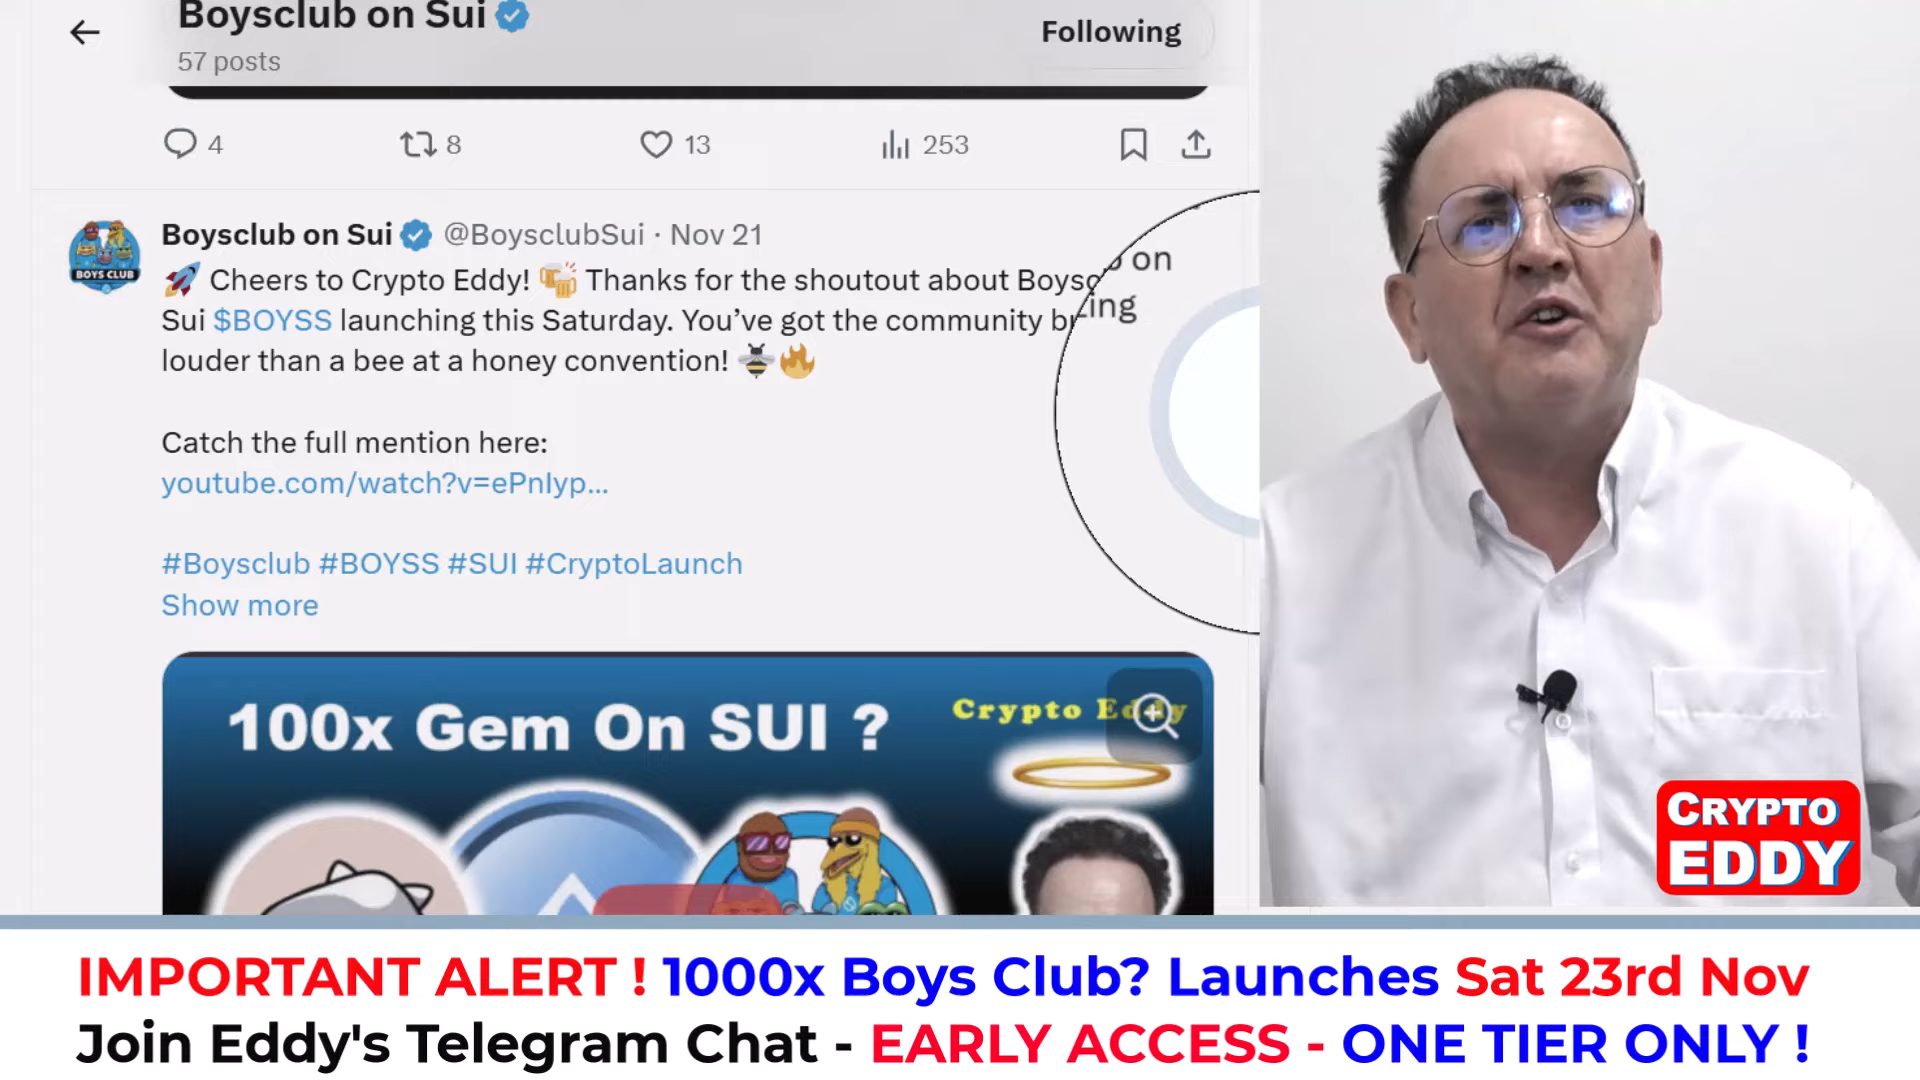 Boysclub on Sui
57 posts
Following
4 8 13 253
Boysclub on Sui @BoysclubSui · Nov 21
🚀 Cheers to Crypto Eddy! 🍻 Thanks for the shoutout about Boysc
on
Sui $BOYSS launching this Saturday. You've got the community b
zing
louder than a bee at a honey convention! 🐝🔥
Catch the full mention here:
youtube.com/watch?v=ePnIyp...
#Boysclub #BOYSS #SUI #CryptoLaunch
Show more
100x Gem On SUI ?
Crypto Eddy
BOYS CLUB
CRYPTO
EDDY
IMPORTANT ALERT ! 1000x Boys Club? Launches Sat 23rd Nov
Join Eddy's Telegram Chat - EARLY ACCESS - ONE TIER ONLY !